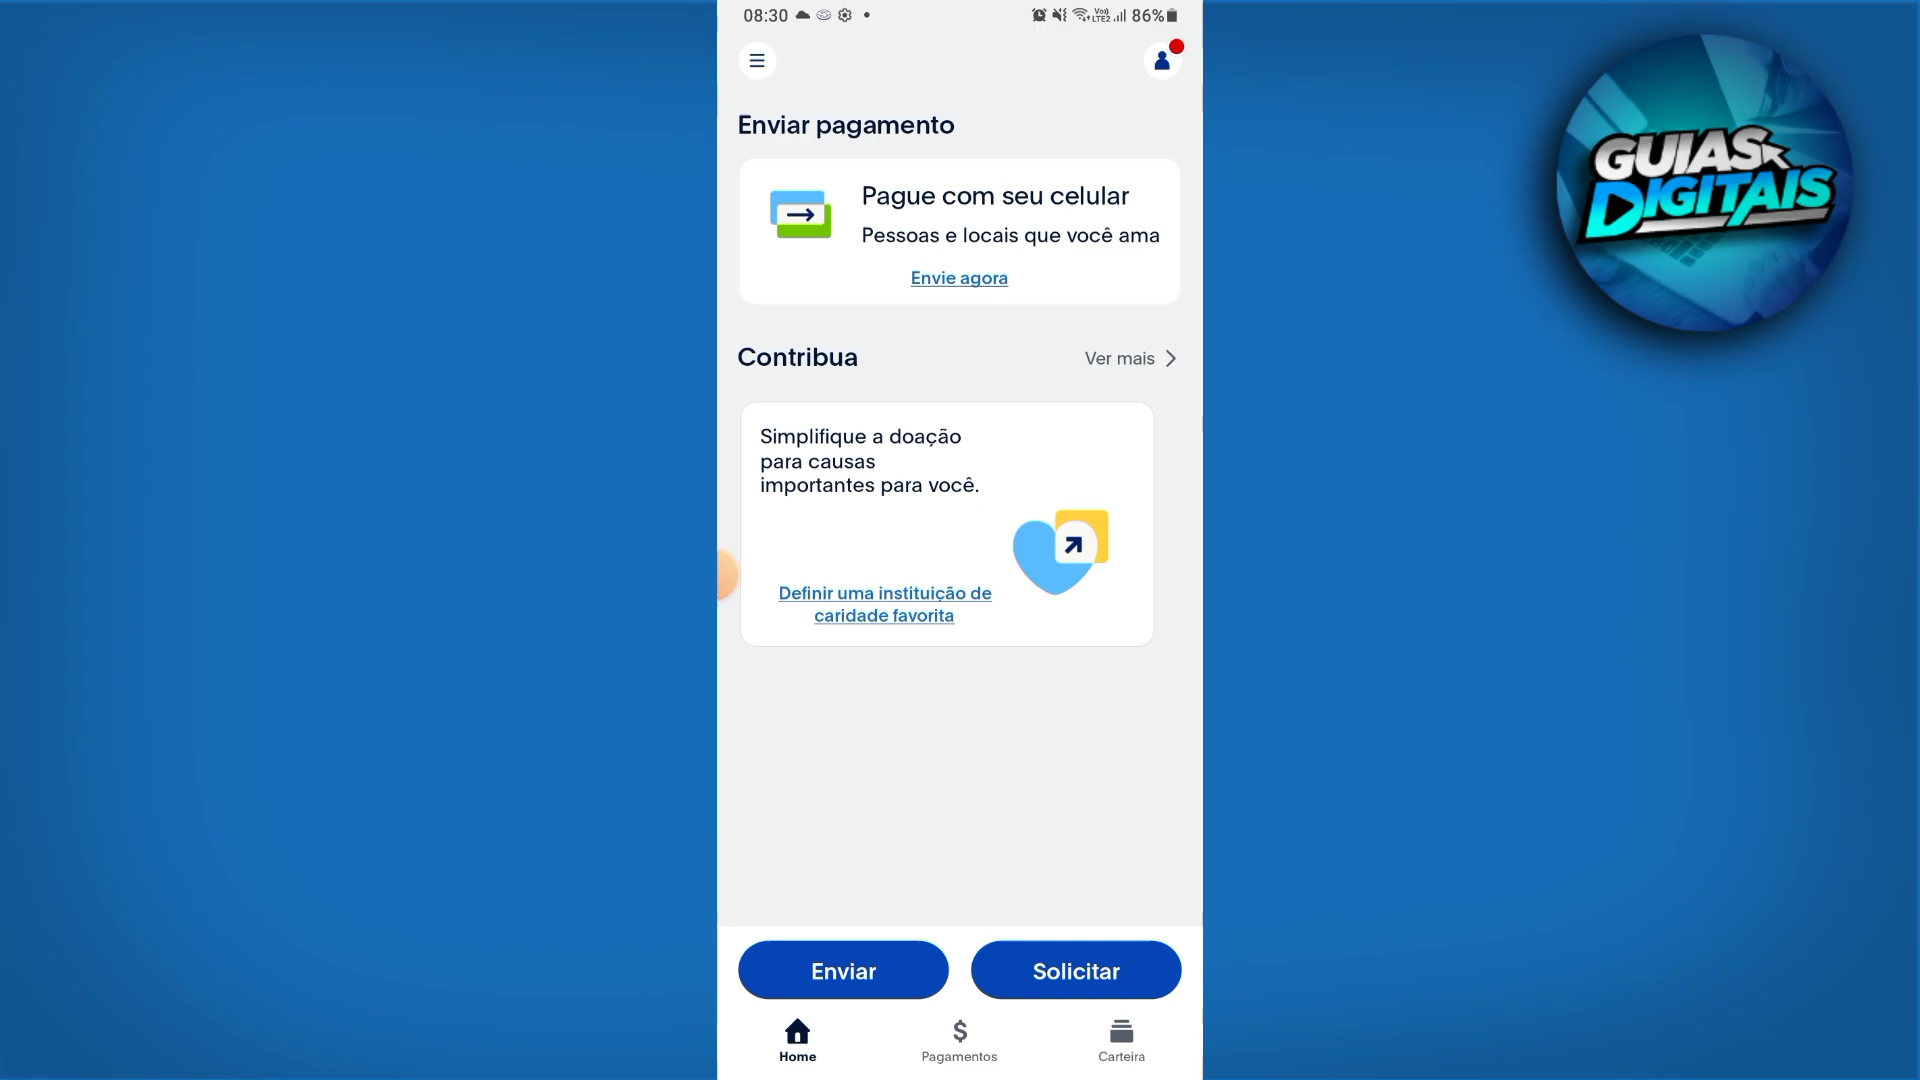 08:30
Vo))
LTE2
86%
GUIAS
DIGITAIS
Enviar pagamento
Pague com seu celular
Pessoas e locais que você ama
Envie agora
Contribua
Ver mais
Simplifique a doação
para causas
importantes para você.
Definir uma instituição de
caridade favorita
Enviar
Solicitar
Home
Pagamentos
Carteira